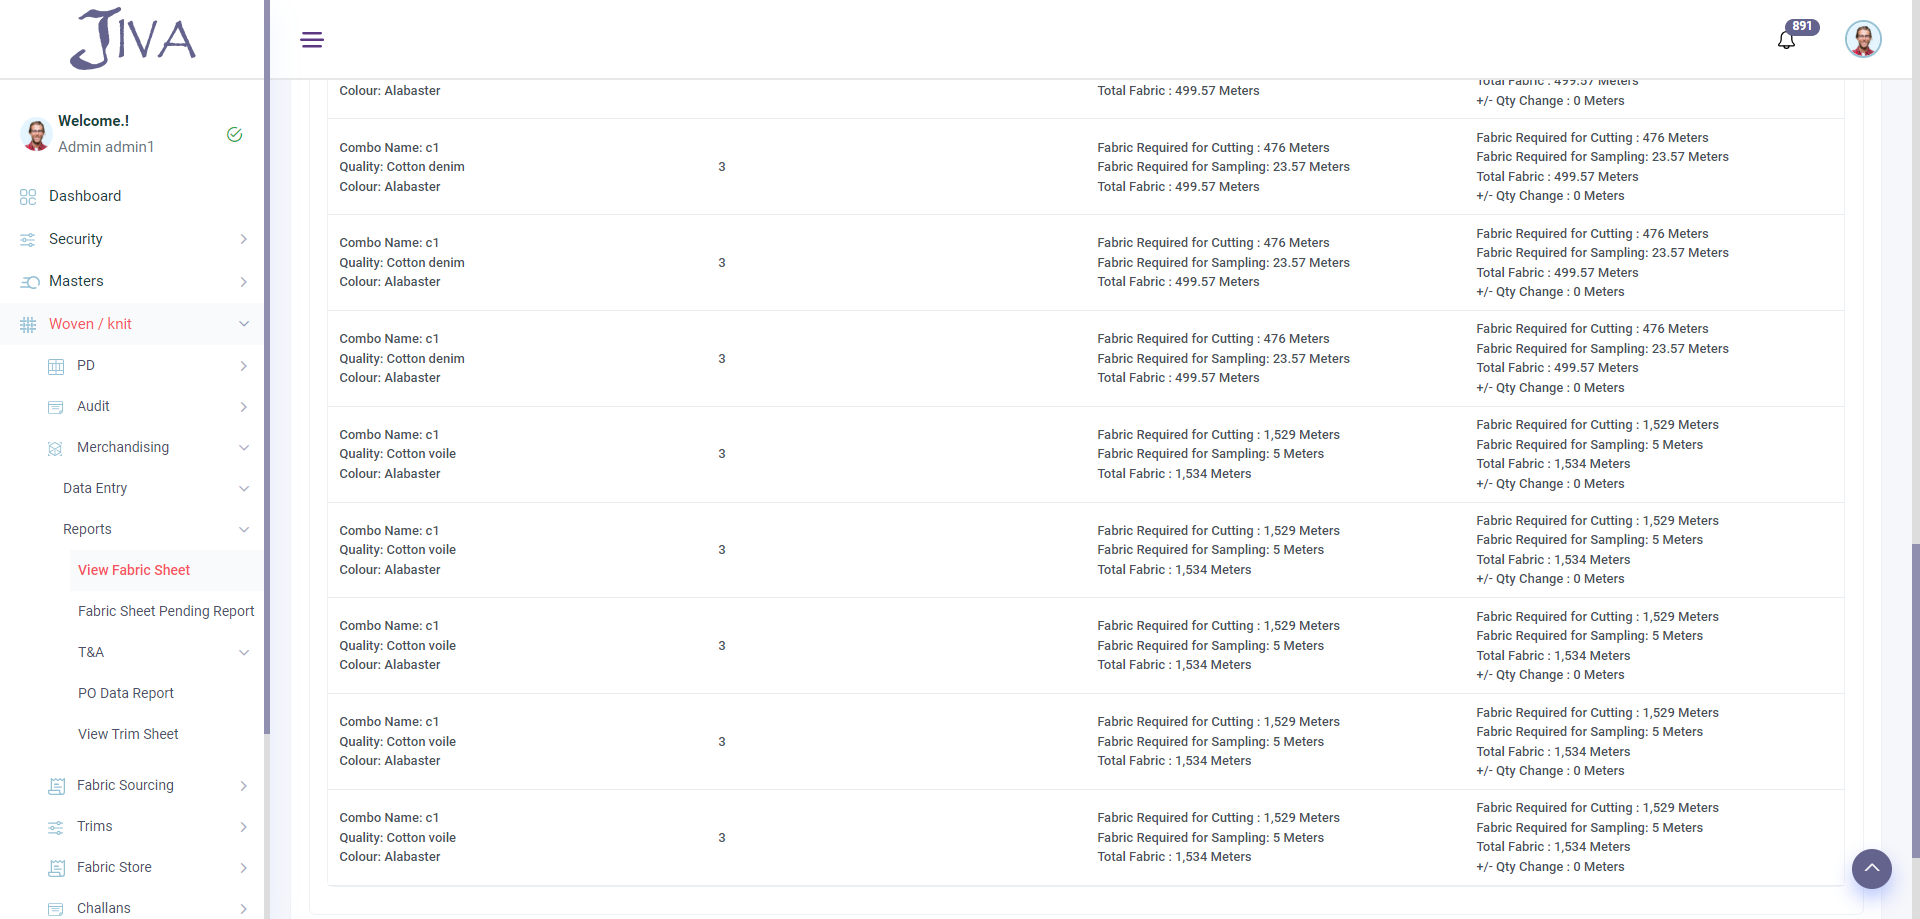 JIVA
891
Welcome.!
Admin admin1
Dashboard
Security
Masters
Woven / knit
PD
Audit
Merchandising
Data Entry
Reports
View Fabric Sheet
Fabric Sheet Pending Report
T&A
PO Data Report
View Trim Sheet
Fabric Sourcing
Trims
Fabric Store
Challans
Colour: Alabaster
Total Fabric : 499.57 Meters
Total Fabric : 499.57 Meters
+/- Qty Change : 0 Meters
Combo Name: c1
Quality: Cotton denim
Colour: Alabaster
3
Fabric Required for Cutting : 476 Meters
Fabric Required for Sampling: 23.57 Meters
Total Fabric : 499.57 Meters
Fabric Required for Cutting : 476 Meters
Fabric Required for Sampling: 23.57 Meters
Total Fabric : 499.57 Meters
+/- Qty Change : 0 Meters
Combo Name: c1
Quality: Cotton denim
Colour: Alabaster
3
Fabric Required for Cutting : 476 Meters
Fabric Required for Sampling: 23.57 Meters
Total Fabric : 499.57 Meters
Fabric Required for Cutting : 476 Meters
Fabric Required for Sampling: 23.57 Meters
Total Fabric : 499.57 Meters
+/- Qty Change : 0 Meters
Combo Name: c1
Quality: Cotton denim
Colour: Alabaster
3
Fabric Required for Cutting : 476 Meters
Fabric Required for Sampling: 23.57 Meters
Total Fabric : 499.57 Meters
Fabric Required for Cutting : 476 Meters
Fabric Required for Sampling: 23.57 Meters
Total Fabric : 499.57 Meters
+/- Qty Change : 0 Meters
Combo Name: c1
Quality: Cotton voile
Colour: Alabaster
3
Fabric Required for Cutting : 1,529 Meters
Fabric Required for Sampling: 5 Meters
Total Fabric : 1,534 Meters
Fabric Required for Cutting : 1,529 Meters
Fabric Required for Sampling: 5 Meters
Total Fabric : 1,534 Meters
+/- Qty Change : 0 Meters
Combo Name: c1
Quality: Cotton voile
Colour: Alabaster
3
Fabric Required for Cutting : 1,529 Meters
Fabric Required for Sampling: 5 Meters
Total Fabric : 1,534 Meters
Fabric Required for Cutting : 1,529 Meters
Fabric Required for Sampling: 5 Meters
Total Fabric : 1,534 Meters
+/- Qty Change : 0 Meters
Combo Name: c1
Quality: Cotton voile
Colour: Alabaster
3
Fabric Required for Cutting : 1,529 Meters
Fabric Required for Sampling: 5 Meters
Total Fabric : 1,534 Meters
Fabric Required for Cutting : 1,529 Meters
Fabric Required for Sampling: 5 Meters
Total Fabric : 1,534 Meters
+/- Qty Change : 0 Meters
Combo Name: c1
Quality: Cotton voile
Colour: Alabaster
3
Fabric Required for Cutting : 1,529 Meters
Fabric Required for Sampling: 5 Meters
Total Fabric : 1,534 Meters
Fabric Required for Cutting : 1,529 Meters
Fabric Required for Sampling: 5 Meters
Total Fabric : 1,534 Meters
+/- Qty Change : 0 Meters
Combo Name: c1
Quality: Cotton voile
Colour: Alabaster
3
Fabric Required for Cutting : 1,529 Meters
Fabric Required for Sampling: 5 Meters
Total Fabric : 1,534 Meters
Fabric Required for Cutting : 1,529 Meters
Fabric Required for Sampling: 5 Meters
Total Fabric : 1,534 Meters
+/- Qty Change : 0 Meters